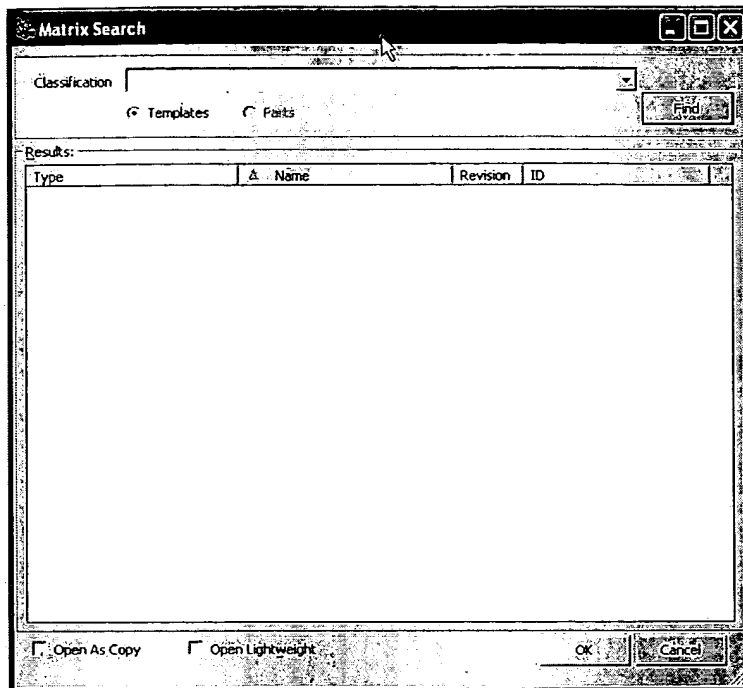 Matrix Search
Classification
Templates Parts
Find
Results:
Type Name Revision ID
Open As Copy Open Lightweight OK Cancel